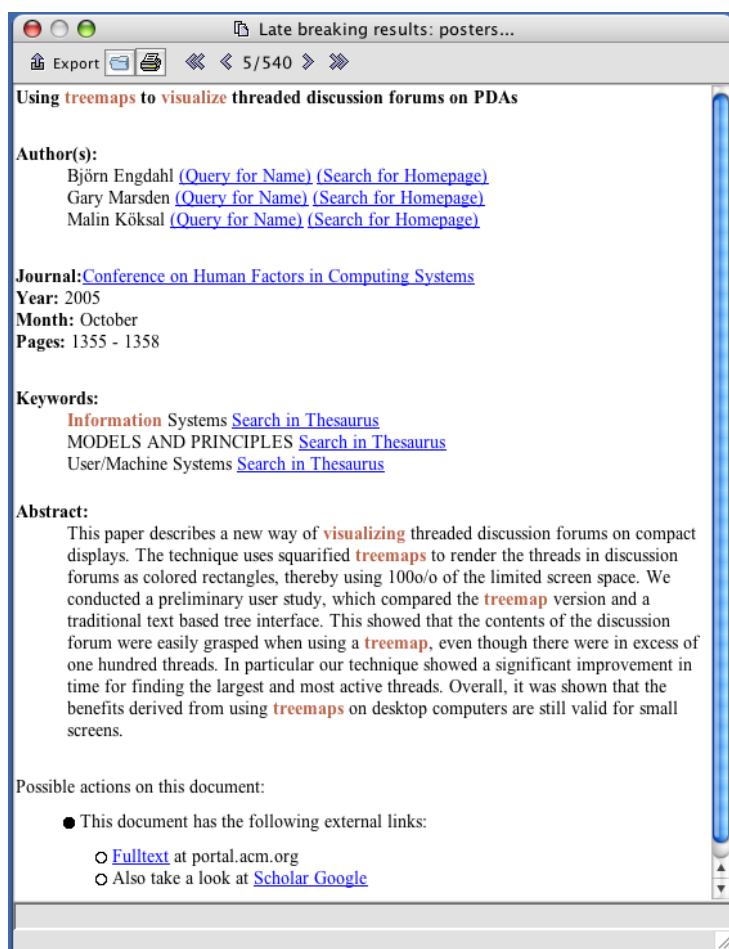 Late breaking results: posters...
Export 5/540
Using treemaps to visualize threaded discussion forums on PDAs
Author(s):
Björn Engdahl (Query for Name) (Search for Homepage)
Gary Marsden (Query for Name) (Search for Homepage)
Malin Köksal (Query for Name) (Search for Homepage)
Journal:Conference on Human Factors in Computing Systems
Year: 2005
Month: October
Pages: 1355 - 1358
Keywords:
Information Systems Search in Thesaurus
MODELS AND PRINCIPLES Search in Thesaurus
User/Machine Systems Search in Thesaurus
Abstract:
This paper describes a new way of visualizing threaded discussion forums on compact
displays. The technique uses squarified treemaps to render the threads in discussion
forums as colored rectangles, thereby using 100o/o of the limited screen space. We
conducted a preliminary user study, which compared the treemap version and a
traditional text based tree interface. This showed that the contents of the discussion
forum were easily grasped when using a treemap, even though there were in excess of
one hundred threads. In particular our technique showed a significant improvement in
time for finding the largest and most active threads. Overall, it was shown that the
benefits derived from using treemaps on desktop computers are still valid for small
screens.
Possible actions on this document:
This document has the following external links:
Fulltext at portal.acm.org
Also take a look at Scholar Google